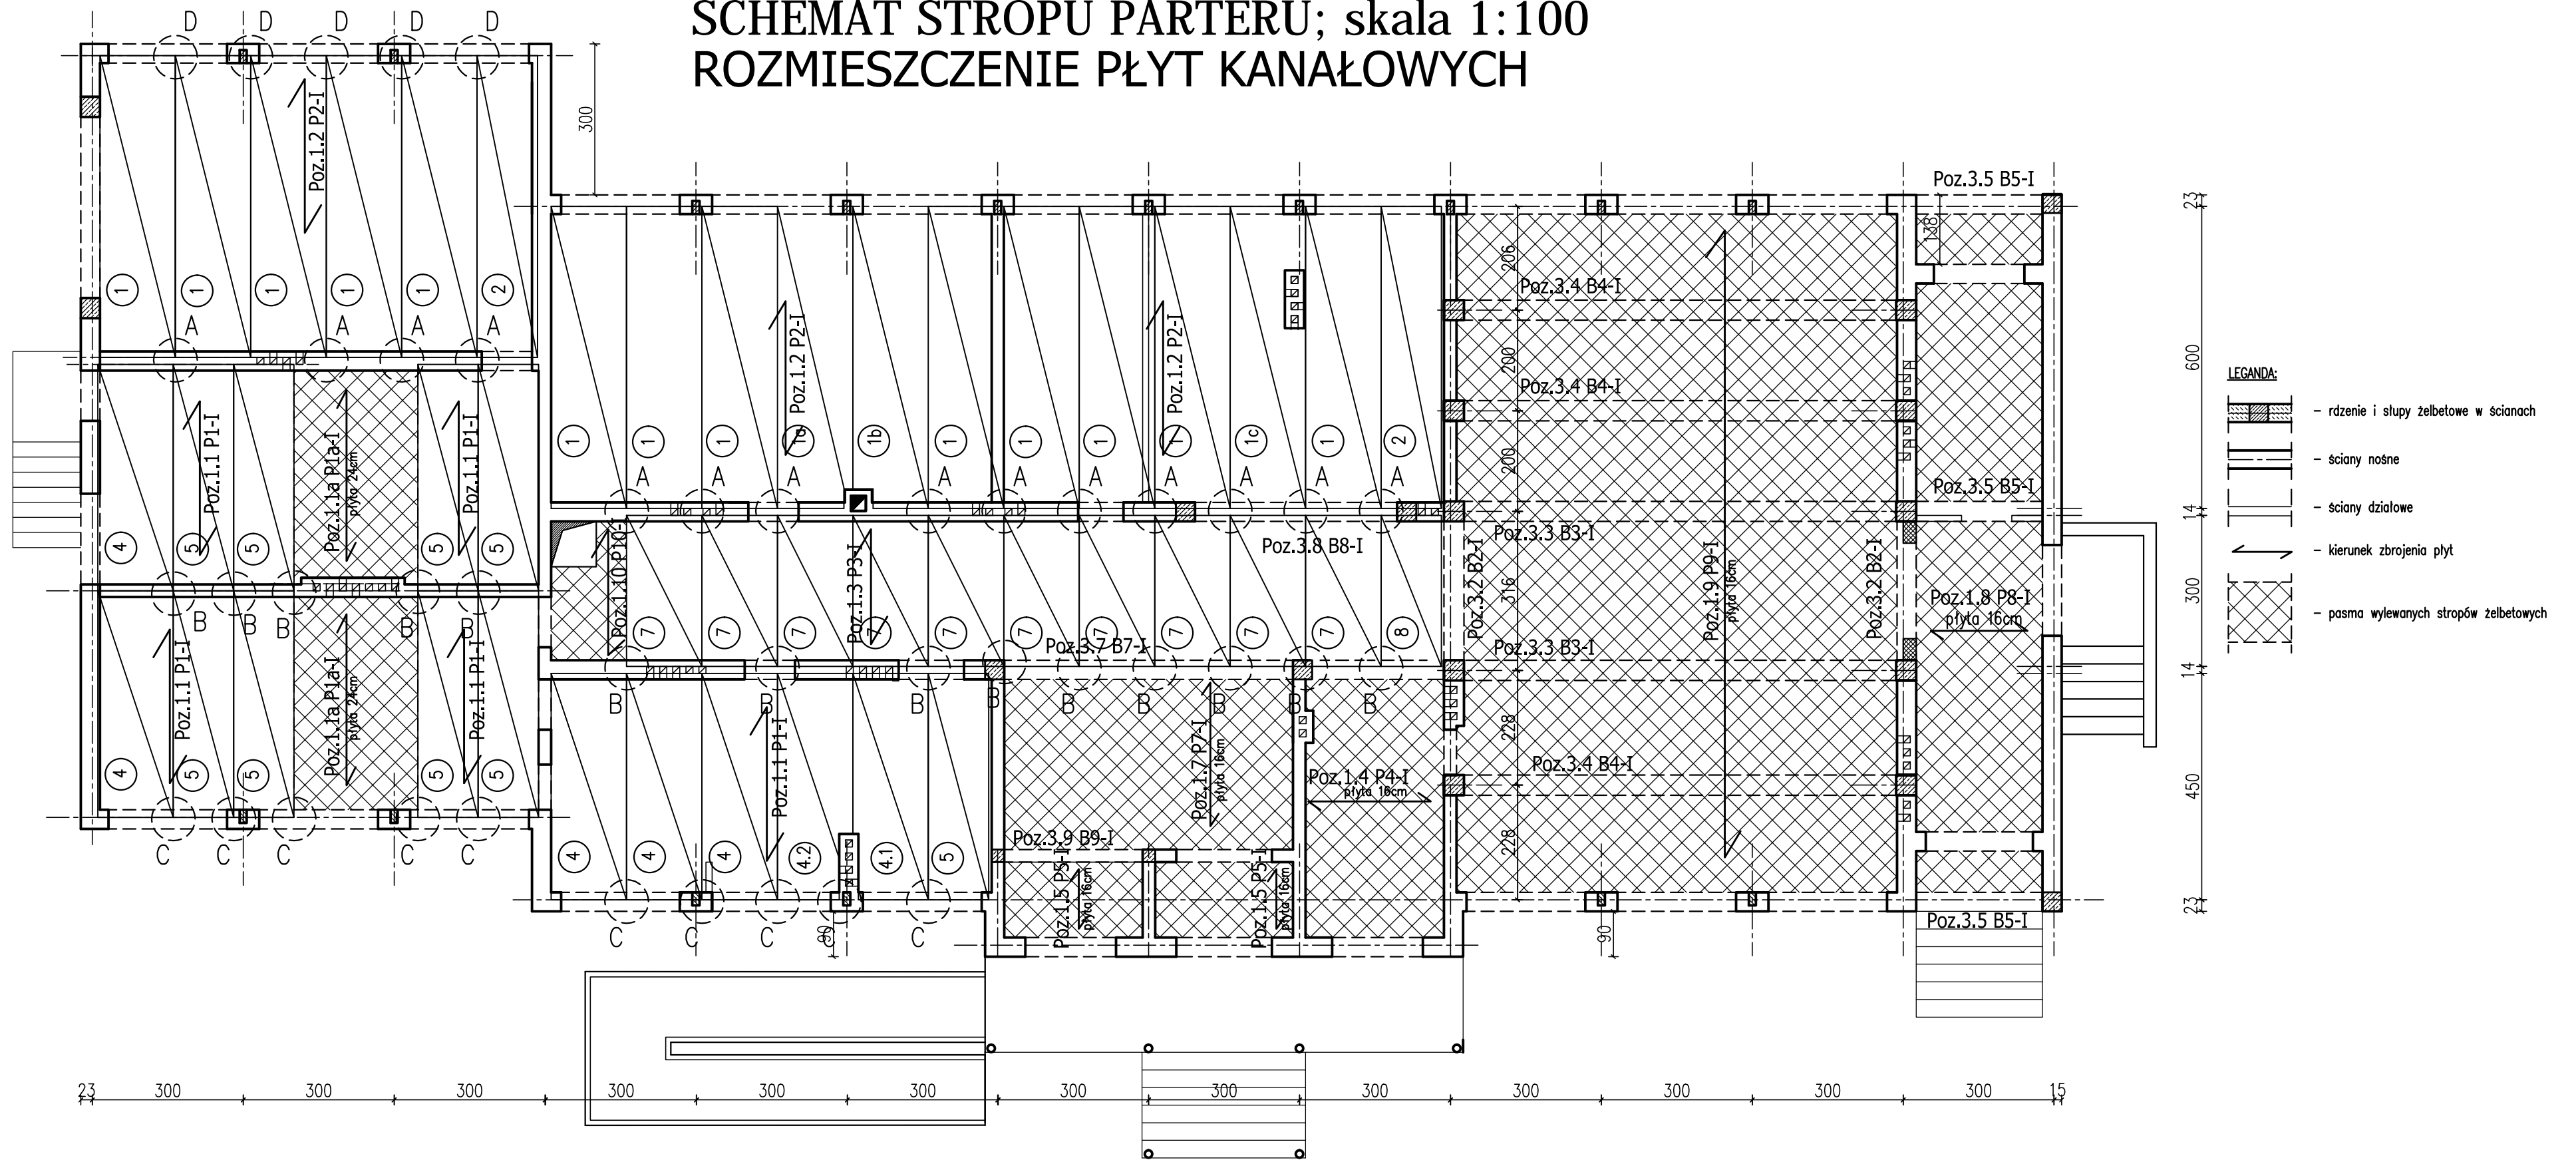 SCHEMAT STROPU PARTERU; skala 1:100
ROZMIESZCZENIE PŁYT KANAŁOWYCH
D D D D D
300
Poz.1.2 P2-I
1 1 1 1 1 2
A A A A
Poz.1.1 P1-I
Poz.1.1a P1a-I
płyta 24cm
Poz.1.1 P1-I
4 5 5 5 5
B B B B B
Poz.1.1 P1-I
Poz.1.1a P1a-I
płyta 24cm
Poz.1.1 P1-I
4 5 5 5 5
C C C C C
Poz.1.2 P2-I
Poz.1.2 P2-I
1 1 1 1a 1b 1 1 1 1 1c 1 2
A A A A A A A A A A
Poz.1.10 P10-I
Poz.1.3 P3-I
Poz.3.8 B8-I
7 7 7 7 7 7 7 7 7 7 8
Poz.3.7 B7-I
B B B B B B B B B
Poz.1.1 P1-I
4 4 4 4.2 4.1 5
C C C C C
90
Poz.1.7 P7-I
płyta 16cm
Poz.1.4 P4-I
płyta 16cm
Poz.3.9 B9-I
Poz.1.5 P5-I
płyta 16cm
Poz.1.5 P5-I
płyta 16cm
206
Poz.3.4 B4-I
200
Poz.3.4 B4-I
200
Poz.3.3 B3-I
Poz.3.2 B2-I
316
Poz.3.3 B3-I
228
Poz.3.4 B4-I
228
Poz.1.9 P9-I
płyta 16cm
Poz.3.2 B2-I
90
Poz.3.5 B5-I
138
Poz.3.5 B5-I
Poz.1.8 P8-I
płyta 16cm
Poz.3.5 B5-I
23
600
14
300
14
450
23
LEGANDA:
– rdzenie i słupy żelbetowe w ścianach
– ściany nośne
– ściany działowe
– kierunek zbrojenia płyt
– pasma wylewanych stropów żelbetowych
23 300 300 300 300 300 300 300 300 300 300 300 300 300 15